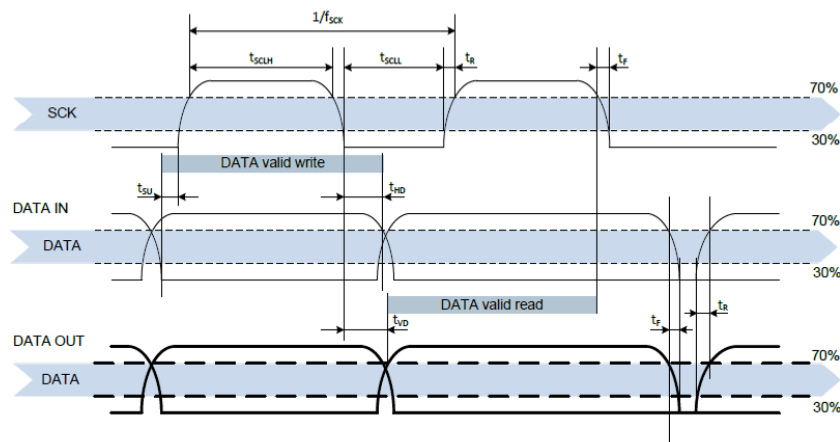 1/fSCK
tSCLH tSCLL tR tF
70%
SCK
30%
DATA valid write
tSU tHD
DATA IN
70%
DATA
30%
DATA valid read
tVD tF tR
DATA OUT
70%
DATA
30%